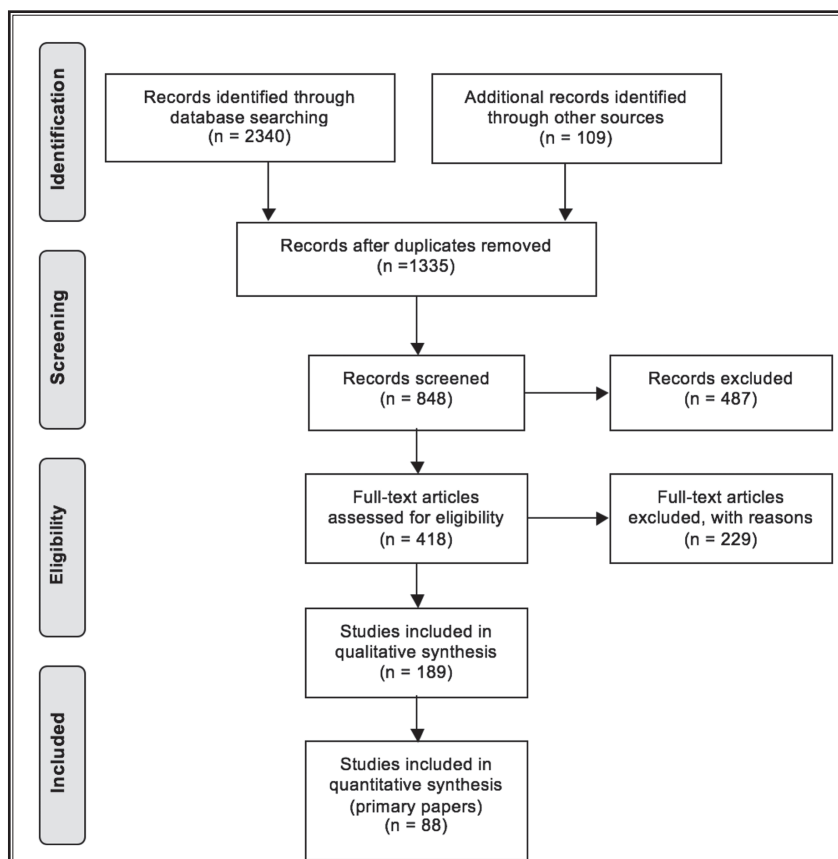 Identification
Records identified through
database searching
(n = 2340)
Additional records identified
through other sources
(n = 109)
Records after duplicates removed
(n =1335)
Screening
Records screened
(n = 848)
Records excluded
(n = 487)
Eligibility
Full-text articles
assessed for eligibility
(n = 418)
Full-text articles
excluded, with reasons
(n = 229)
Studies included in
qualitative synthesis
(n = 189)
Included
Studies included in
quantitative synthesis
(primary papers)
(n = 88)